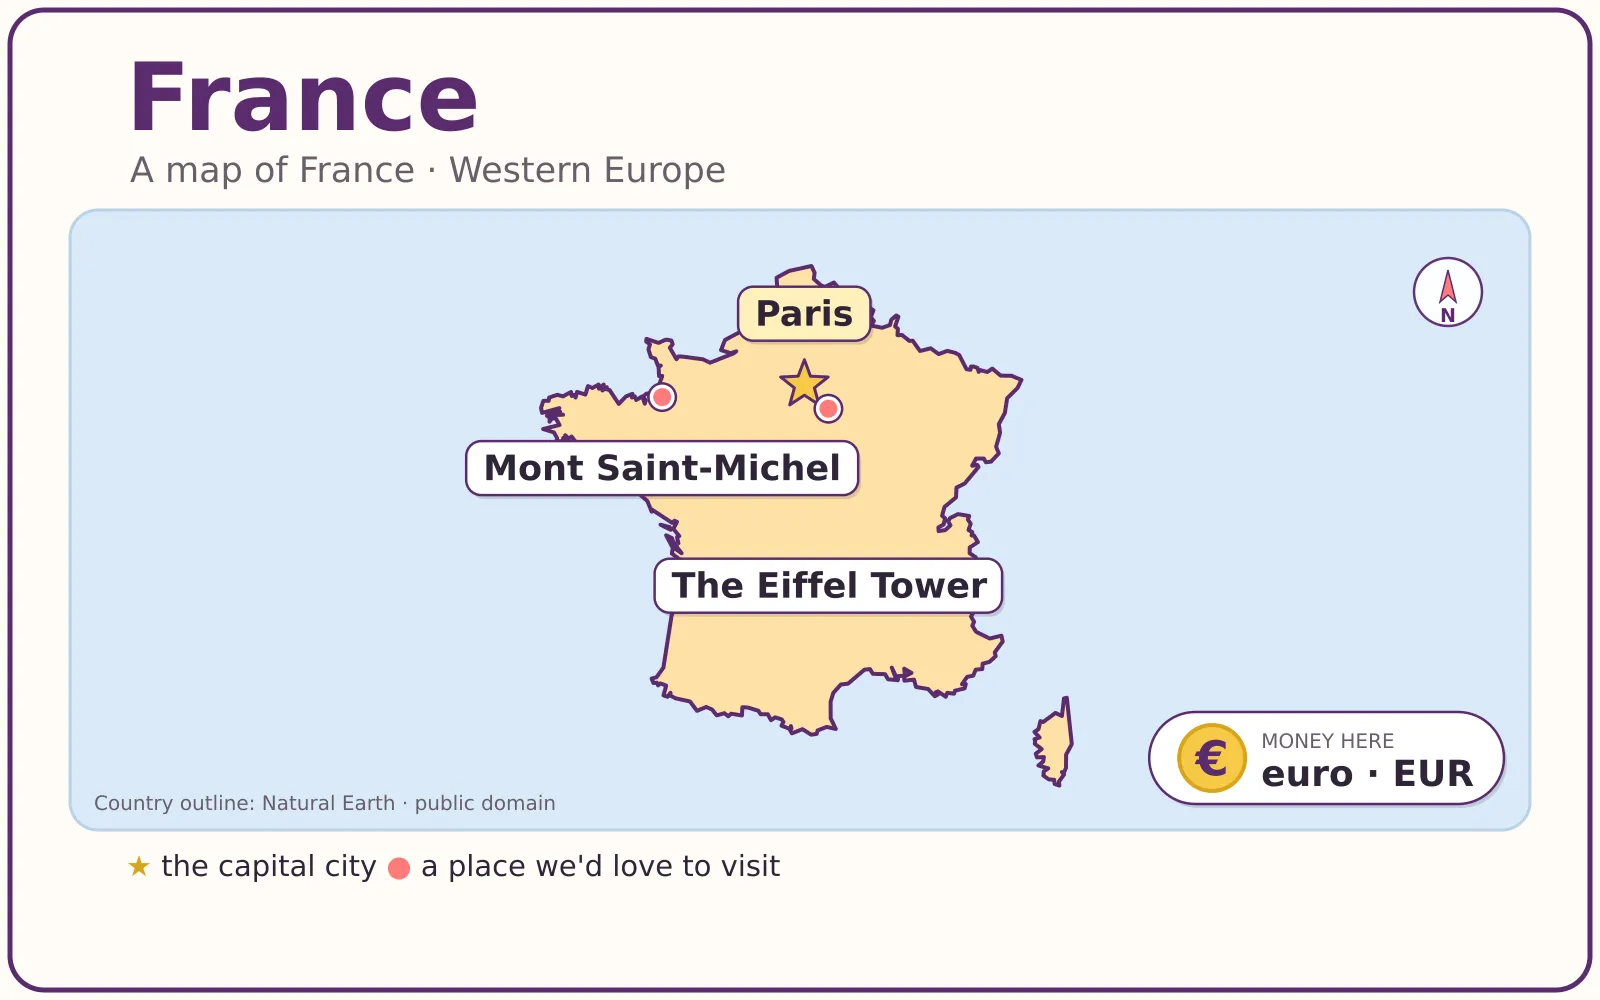 France
A map of France · Western Europe
Paris
N
Mont Saint-Michel
The Eiffel Tower
€
MONEY HERE
euro · EUR
Country outline: Natural Earth · public domain
★ the capital city ● a place we'd love to visit